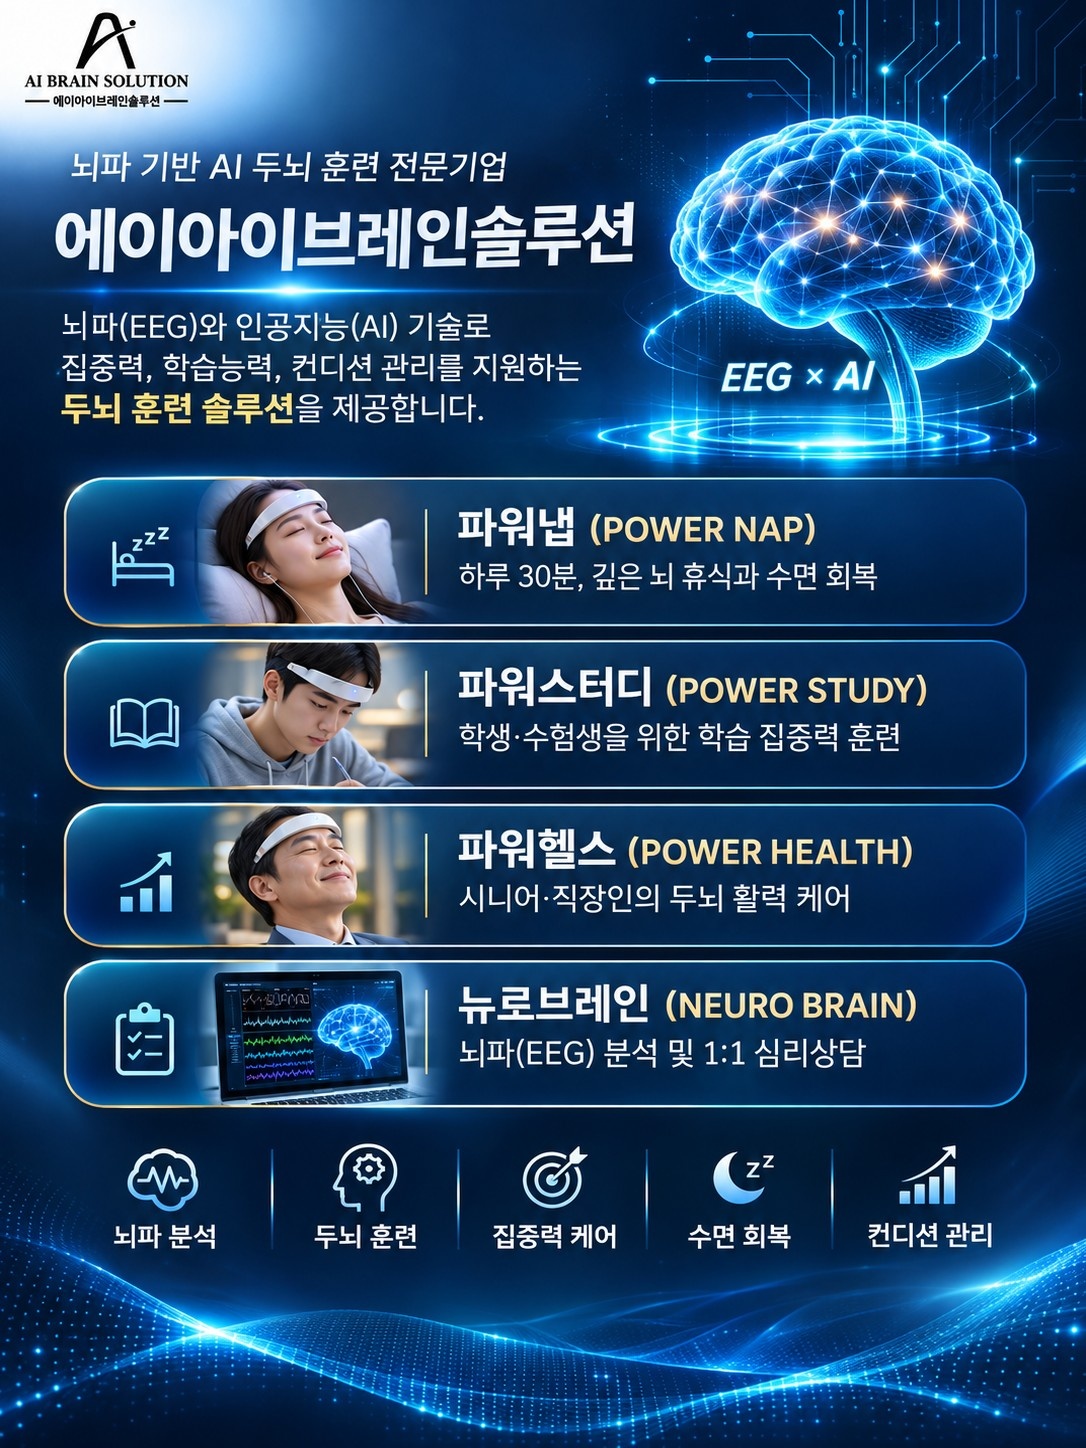 AI BRAIN SOLUTION
에이아이브레인솔루션
뇌파 기반 AI 두뇌 훈련 전문기업
에이아이브레인솔루션
뇌파(EEG)와 인공지능(AI) 기술로
집중력, 학습능력, 컨디션 관리를 지원하는
두뇌 훈련 솔루션을 제공합니다.
EEG × AI
파워냅 (POWER NAP)
하루 30분, 깊은 뇌 휴식과 수면 회복
파워스터디 (POWER STUDY)
학생·수험생을 위한 학습 집중력 훈련
파워헬스 (POWER HEALTH)
시니어·직장인의 두뇌 활력 케어
뉴로브레인 (NEURO BRAIN)
뇌파(EEG) 분석 및 1:1 심리상담
뇌파 분석
두뇌 훈련
집중력 케어
수면 회복
컨디션 관리